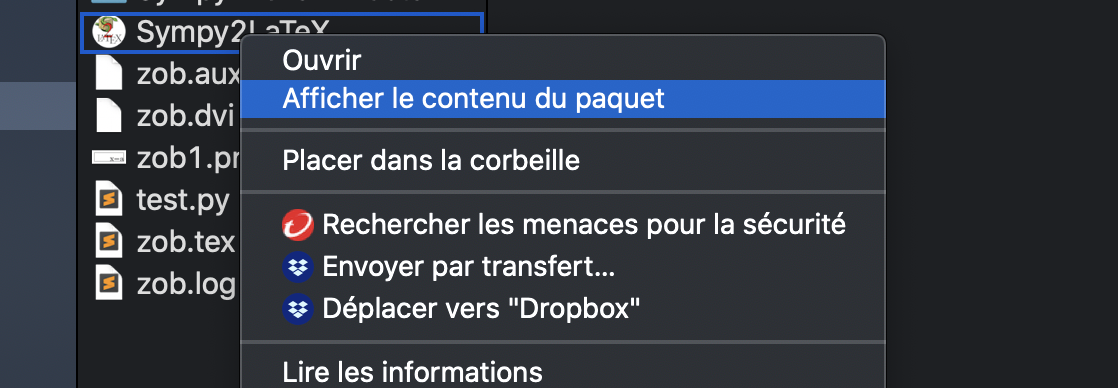 Sympy2LaTeX
Ouvrir
zob.aux
Afficher le contenu du paquet
zob.dvi
zob1.pr
Placer dans la corbeille
test.py
Rechercher les menaces pour la sécurité
zob.tex
Envoyer par transfert...
zob.log
Déplacer vers "Dropbox"
Lire les informations